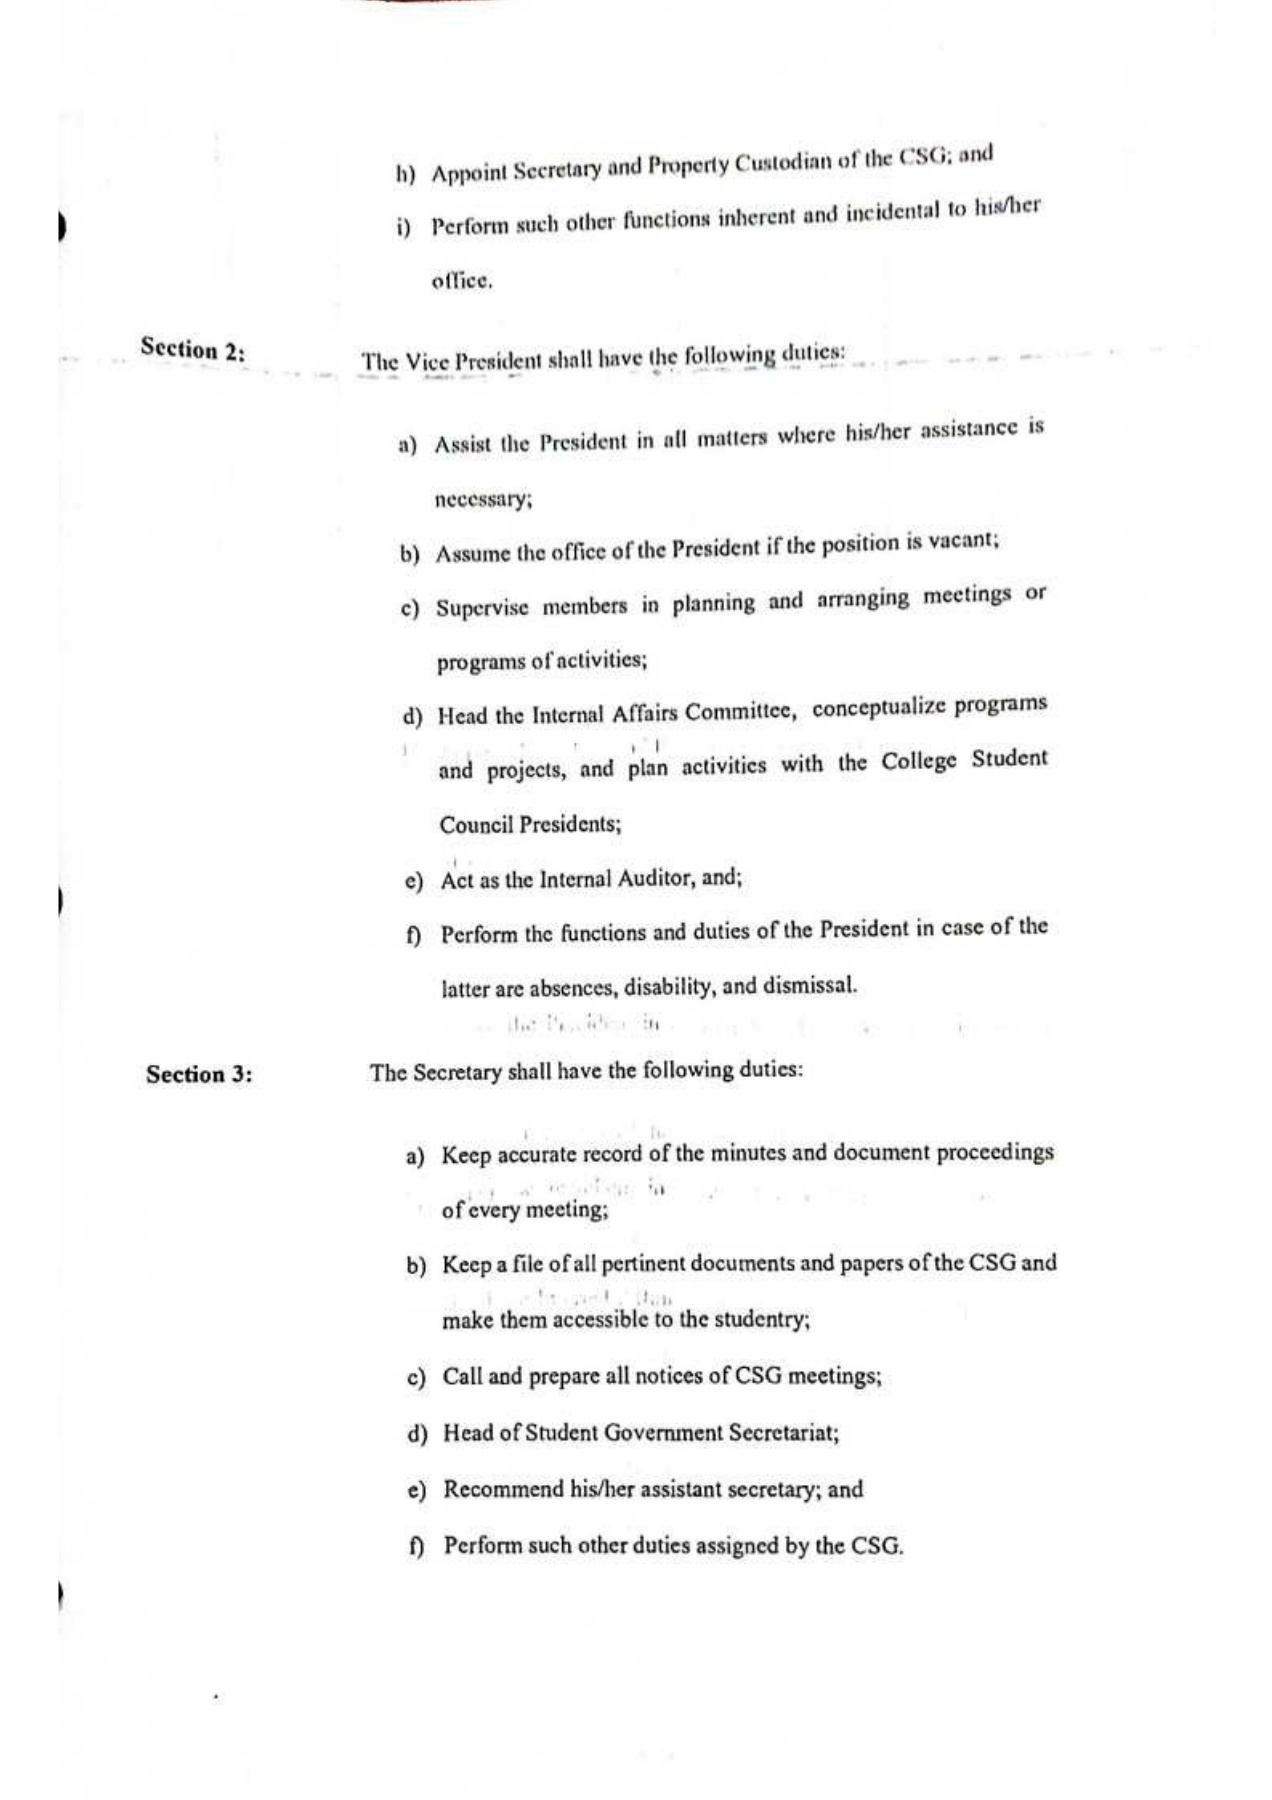 h) Appoint Secretary and Property Custodian of the CSG; and
i) Perform such other functions inherent and incidental to his/her
office.
Section 2: The Vice President shall have the following duties:
a) Assist the President in all matters where his/her assistance is
necessary;
b) Assume the office of the President if the position is vacant;
c) Supervise members in planning and arranging meetings or
programs of activities;
d) Head the Internal Affairs Committee, conceptualize programs
and projects, and plan activities with the College Student
Council Presidents;
e) Act as the Internal Auditor, and;
f) Perform the functions and duties of the President in case of the
latter are absences, disability, and dismissal.
Section 3: The Secretary shall have the following duties:
a) Keep accurate record of the minutes and document proceedings
of every meeting;
b) Keep a file of all pertinent documents and papers of the CSG and
make them accessible to the studentry;
c) Call and prepare all notices of CSG meetings;
d) Head of Student Government Secretariat;
e) Recommend his/her assistant secretary; and
f) Perform such other duties assigned by the CSG.